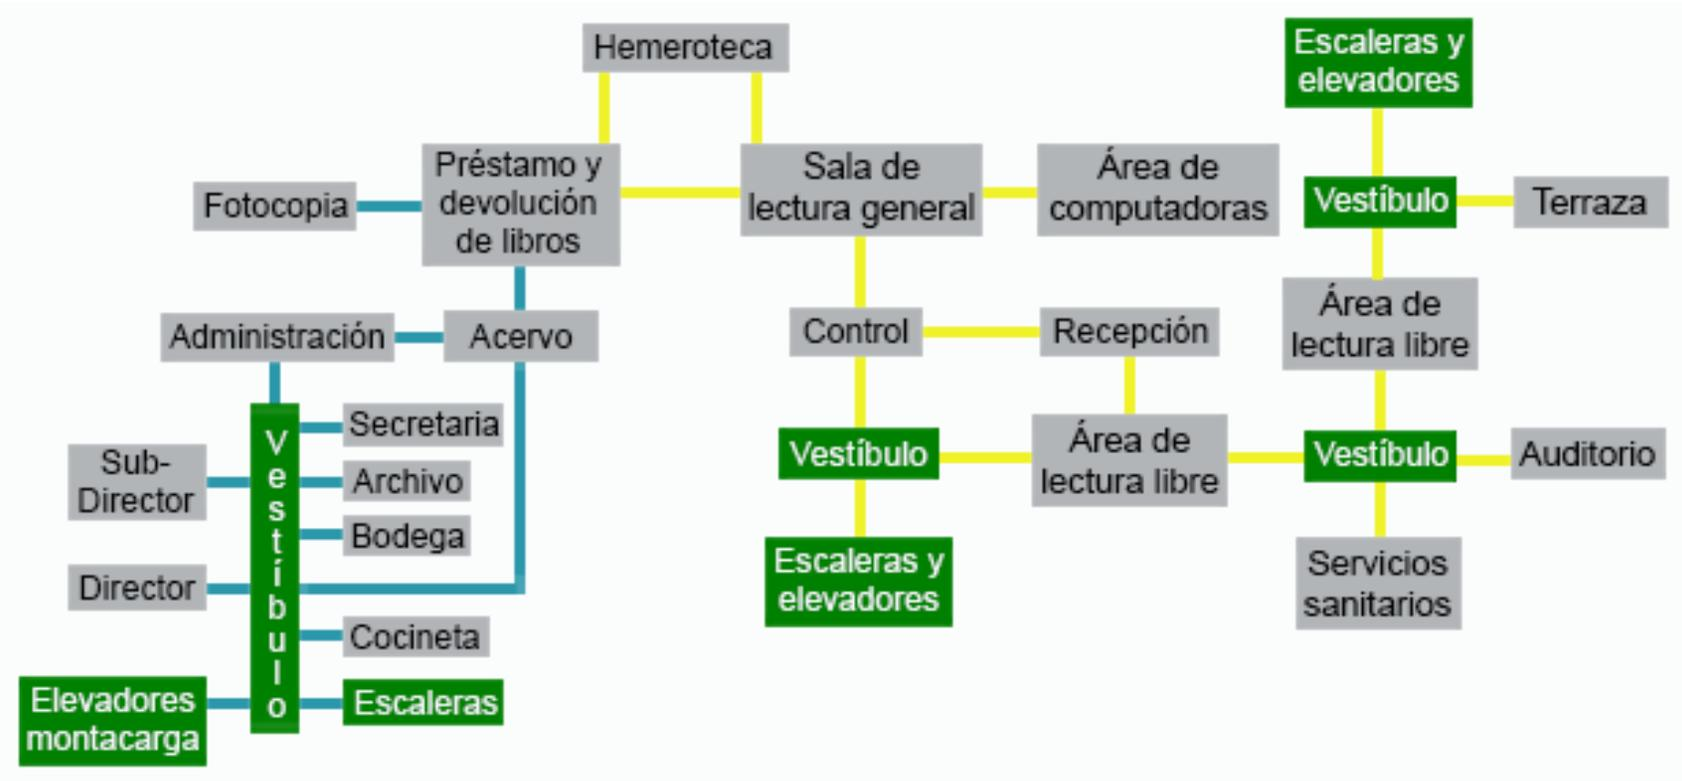 Hemeroteca
Escaleras y
elevadores
Préstamo y
devolución
de libros
Sala de
lectura general
Área de
computadoras
Fotocopia
Vestíbulo
Terraza
Administración
Acervo
Control
Recepción
Área de
lectura libre
Vestíbulo
Secretaria
Sub-
Director
Archivo
Bodega
Director
Cocineta
Elevadores
montacarga
Escaleras
Vestíbulo
Área de
lectura libre
Vestíbulo
Auditorio
Escaleras y
elevadores
Servicios
sanitarios